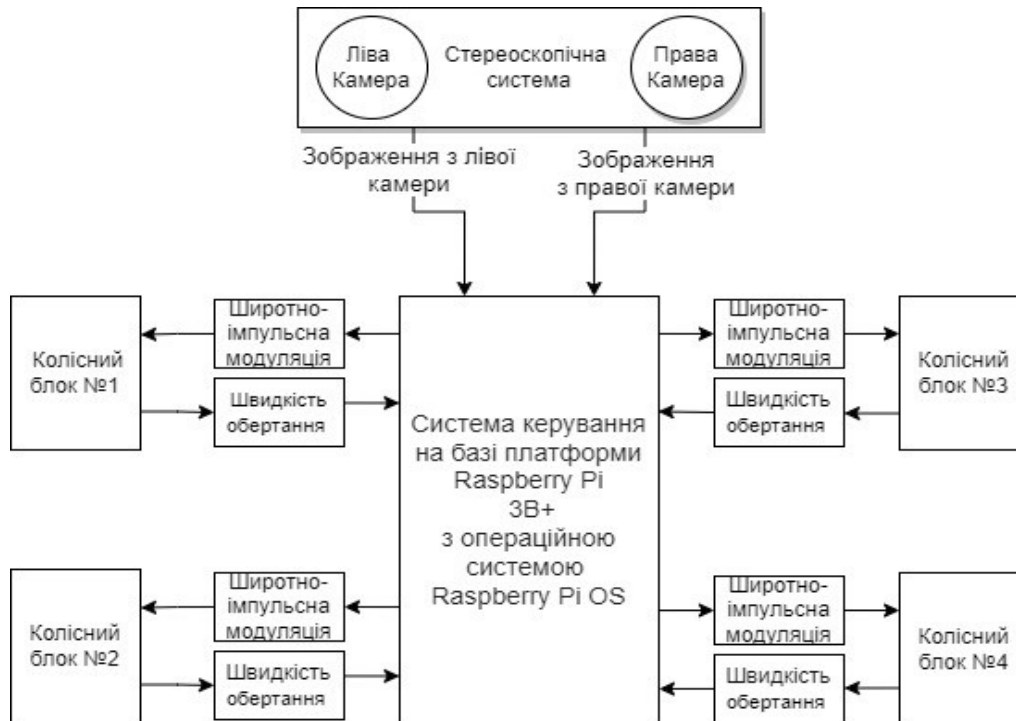 Ліва
Камера
Стереоскопічна
система
Права
Камера
Зображення з лівої
камери
Зображення
з правої камери
Колісний
блок №1
Широтно-
імпульсна
модуляція
Швидкість
обертання
Система керування
на базі платформи
Raspberry Pi
3B+
з операційною
системою
Raspberry Pi OS
Широтно-
імпульсна
модуляція
Швидкість
обертання
Колісний
блок №3
Колісний
блок №2
Широтно-
імпульсна
модуляція
Швидкість
обертання
Широтно-
імпульсна
модуляція
Швидкість
обертання
Колісний
блок №4